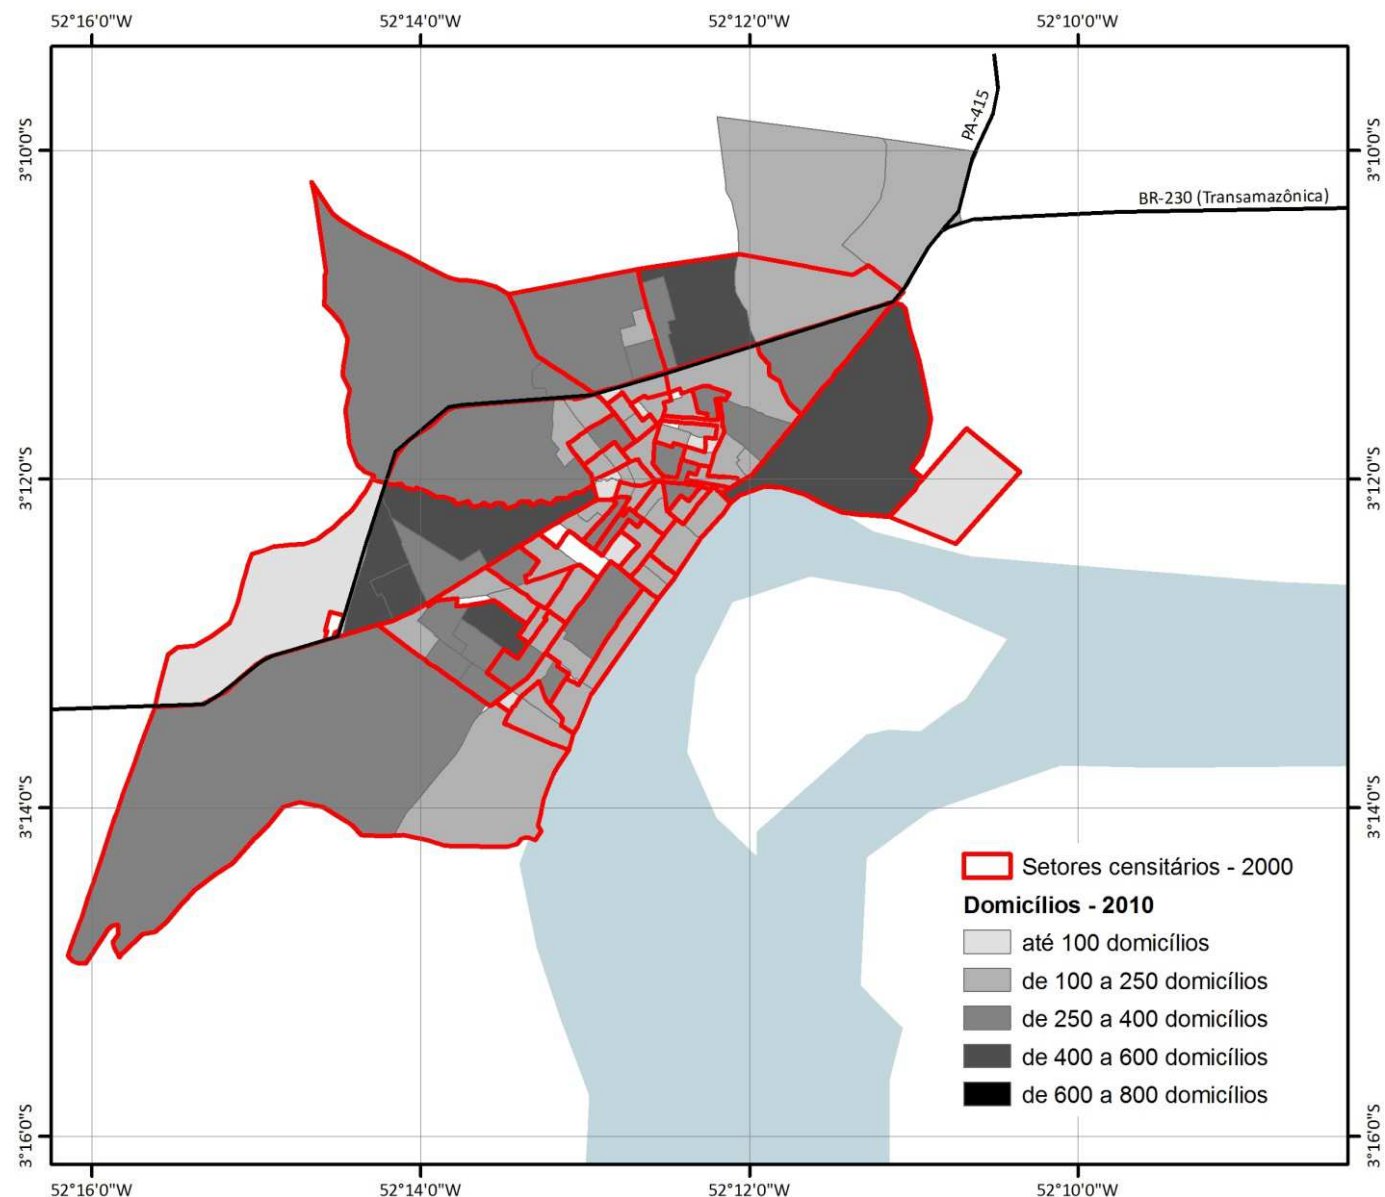 52°16'0"W
52°14'0"W
52°12'0"W
52°10'0"W
3°10'0"S
PA-415
3°10'0"S
BR-230 (Transamazônica)
3°12'0"S
3°12'0"S
3°14'0"S
3°14'0"S
Setores censitários - 2000
Domicílios - 2010
até 100 domicílios
de 100 a 250 domicílios
de 250 a 400 domicílios
de 400 a 600 domicílios
de 600 a 800 domicílios
3°16'0"S
3°16'0"S
52°16'0"W
52°14'0"W
52°12'0"W
52°10'0"W